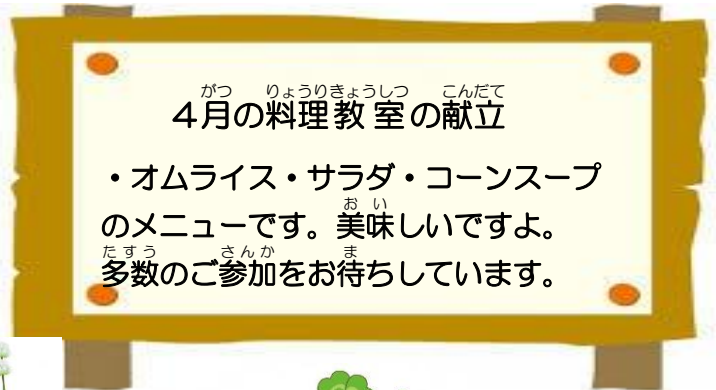 4月の料理教室の献立
・オムライス・サラダ・コーンスープ
のメニューです。美味しいですよ。
多数のご参加をお待ちしています。